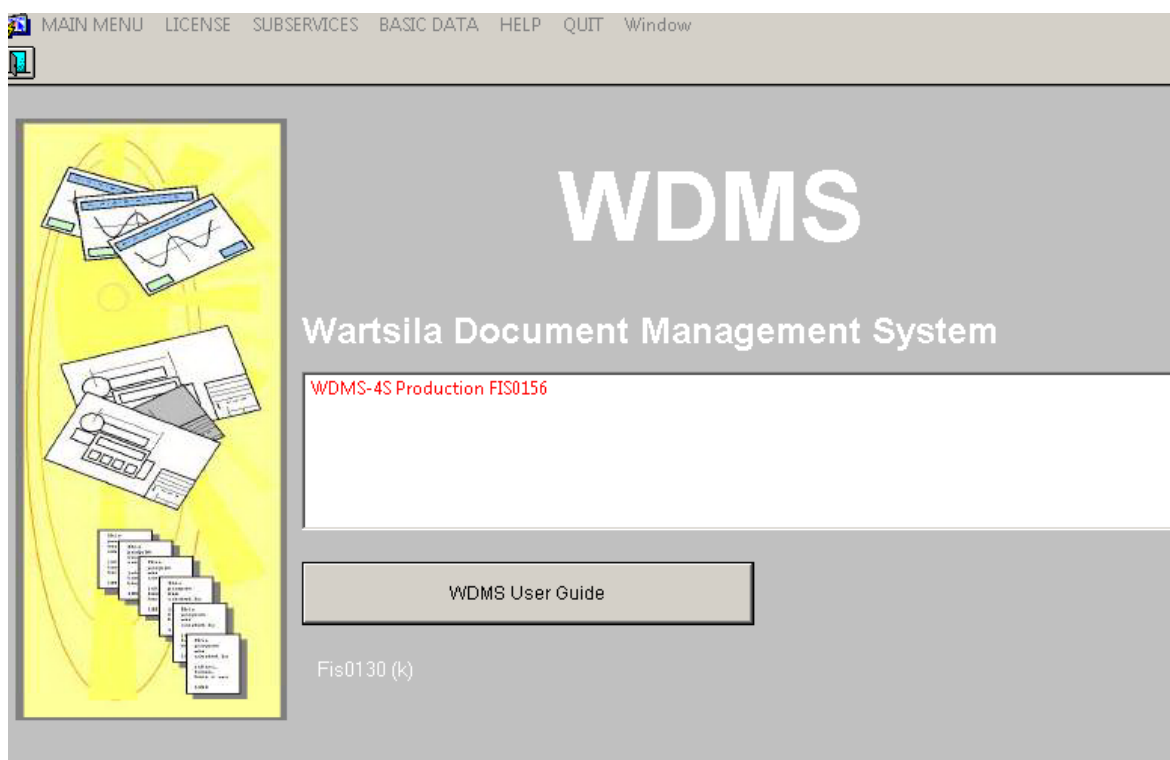 MAIN MENU LICENSE SUBSERVICES BASIC DATA HELP QUIT Window
WDMS
Wartsila Document Management System
WDMS-4S Production FIS0156
WDMS User Guide
Fis0130 (k)